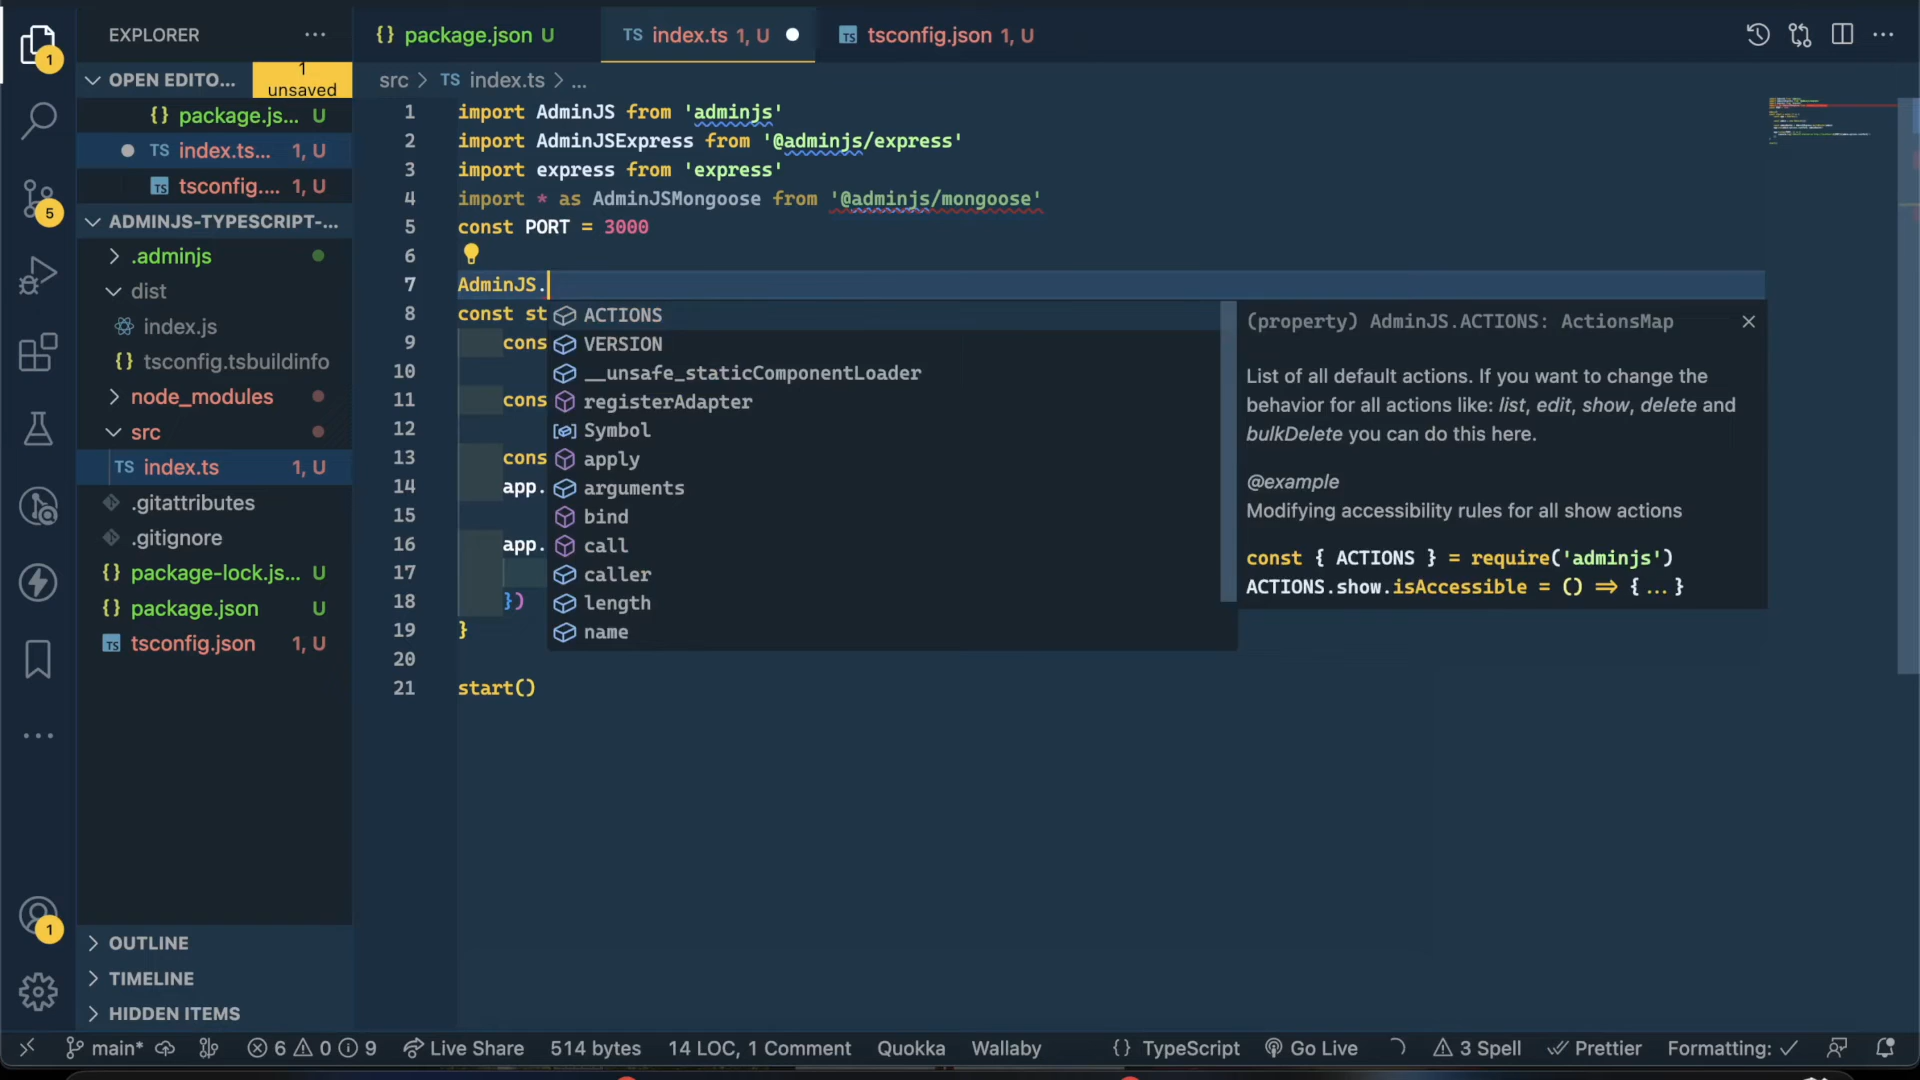 EXPLORER
OPEN EDITO...
1
unsaved
{} package.js... U
TS index.ts... 1, U
TS tsconfig.... 1, U
ADMINJS-TYPESCRIPT-...
.adminjs
dist
index.js
{} tsconfig.tsbuildinfo
node_modules
src
TS index.ts 1, U
.gitattributes
.gitignore
{} package-lock.js... U
{} package.json U
TS tsconfig.json 1, U
OUTLINE
TIMELINE
HIDDEN ITEMS
1
5
1
{} package.json U
TS index.ts 1, U
TS tsconfig.json 1, U
src > TS index.ts > ...
1 import AdminJS from 'adminjs'
2 import AdminJSExpress from '@adminjs/express'
3 import express from 'express'
4 import * as AdminJSMongoose from '@adminjs/mongoose'
5 const PORT = 3000
6
7 AdminJS.
8 const st
9 cons
10
11 cons
12
13 cons
14 app.
15
16 app.
17
18 })
19 }
20
21 start()
ACTIONS
VERSION
__unsafe_staticComponentLoader
registerAdapter
Symbol
apply
arguments
bind
call
caller
length
name
(property) AdminJS.ACTIONS: ActionsMap
List of all default actions. If you want to change the
behavior for all actions like: list, edit, show, delete and
bulkDelete you can do this here.
@example
Modifying accessibility rules for all show actions
const { ACTIONS } = require('adminjs')
ACTIONS.show.isAccessible = () => {...}
main* 6 0 9 Live Share 514 bytes 14 LOC, 1 Comment Quokka Wallaby {} TypeScript Go Live 3 Spell Prettier Formatting: ✓